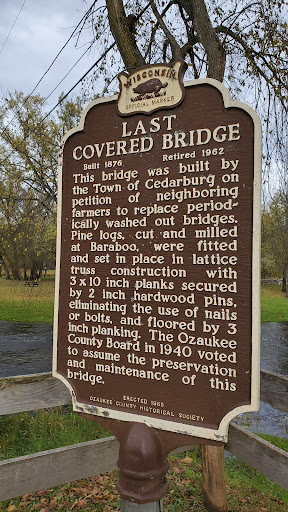 WISCONSIN
OFFICIAL MARKER
LAST
COVERED BRIDGE
Built 1876 Retired 1962
This bridge was built by
the Town of Cedarburg on
petition of neighboring
farmers to replace period-
ically washed out bridges.
Pine logs, cut and milled
at Baraboo, were fitted
and set in place in lattice
truss construction with
3 x 10 inch planks secured
by 2 inch hardwood pins,
eliminating the use of nails
or bolts, and floored by 3
inch planking. The Ozaukee
County Board in 1940 voted
to assume the preservation
and maintenance of this
bridge.
ERECTED 1965
OZAUKEE COUNTY HISTORICAL SOCIETY